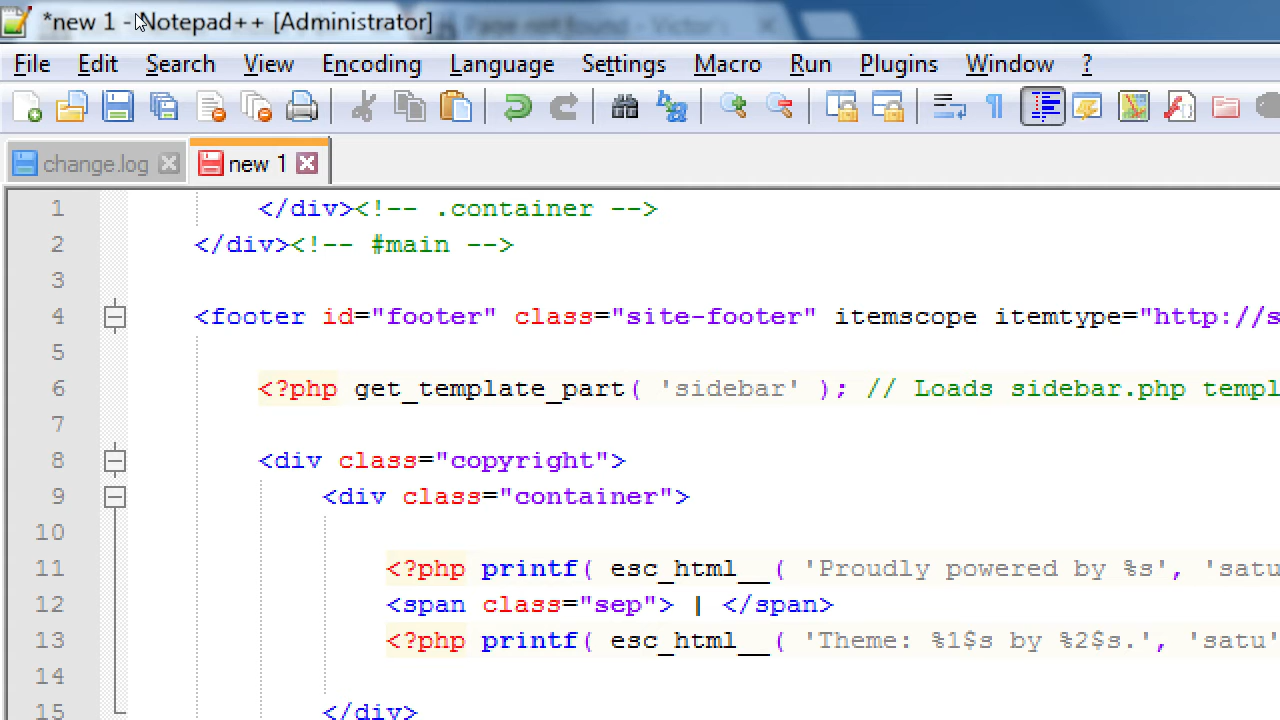 *new 1 - Notepad++ [Administrator]
Page not found - Victor
File Edit Search View Encoding Language Settings Macro Run Plugins Window ?
change.log new 1
1 </div><!-- .container -->
2 </div><!-- #main -->
3
4 <footer id="footer" class="site-footer" itemscope itemtype="http://s
5
6 <?php get_template_part( 'sidebar' ); // Loads sidebar.php templ
7
8 <div class="copyright">
9 <div class="container">
10
11 <?php printf( esc_html__( 'Proudly powered by %s', 'satu
12 <span class="sep"> | </span>
13 <?php printf( esc_html__( 'Theme: %1$s by %2$s.', 'satu'
14
15 </div>